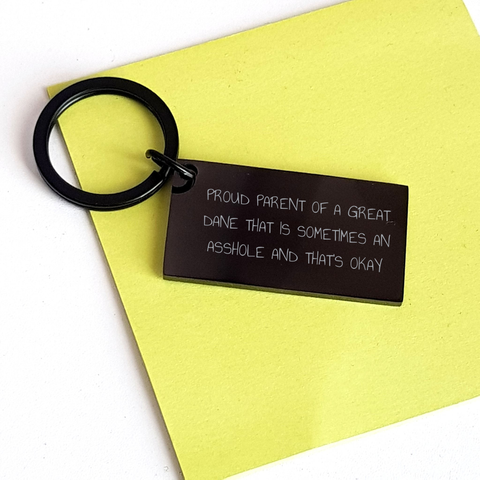 PROUD PARENT OF A GREAT
DANE THAT IS SOMETIMES AN
ASSHOLE AND THATS OKAY